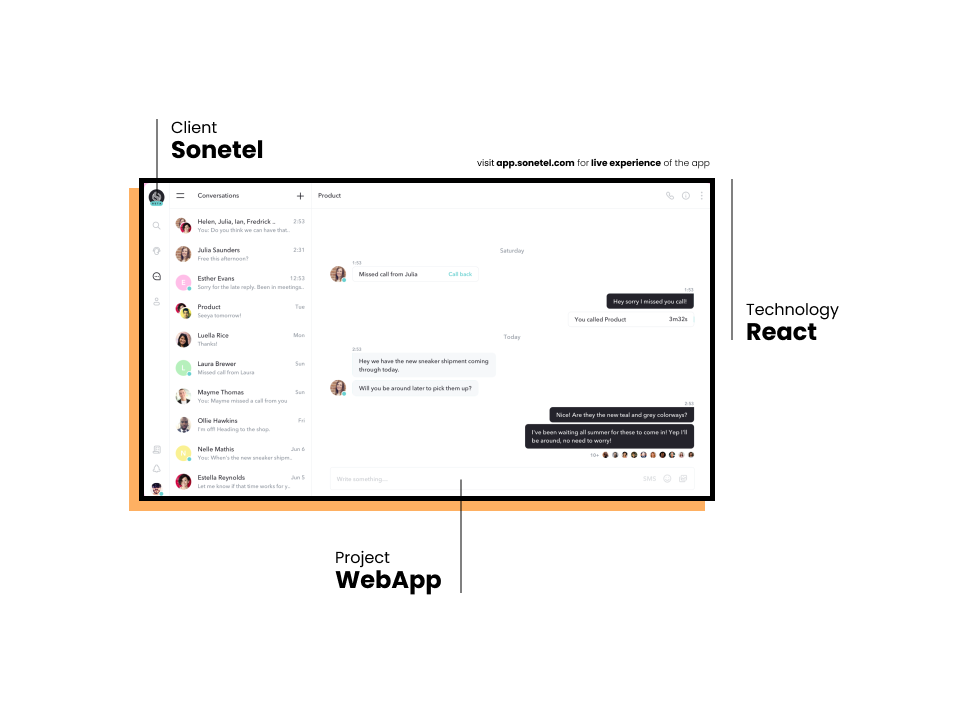 Client
Sonetel
visit app.sonetel.com for live experience of the app
Conversations
+
Helen, Julia, Ian, Fredrick ..
2:53
You: Do you think we can have that..
Julia Saunders
2:31
Free this afternoon?
E
Esther Evans
12:53
Sorry for the late reply. Been in meetings..
Product
Tue
Seeya tomorrow!
Luella Rice
Mon
Thanks!
L
Laura Brewer
Sun
Missed call from Laura
Mayme Thomas
Sun
You: Mayme missed a call from you
Ollie Hawkins
Fri
I'm off! Heading to the shop.
N
Nelle Mathis
Jun 6
You: When's the new sneaker shipm..
Estella Reynolds
Jun 5
Let me know if that time works for y..
Product
Saturday
1:53
Missed call from Julia
Call back
1:53
Hey sorry I missed you call!
You called Product
3m32s
Today
2:53
Hey we have the new sneaker shipment coming
through today.
Will you be around later to pick them up?
2:53
Nice! Are they the new teal and grey colorways?
I've been waiting all summer for these to come in! Yep I'll
be around, no need to worry!
10+
Write something...
SMS
Technology
React
Project
WebApp